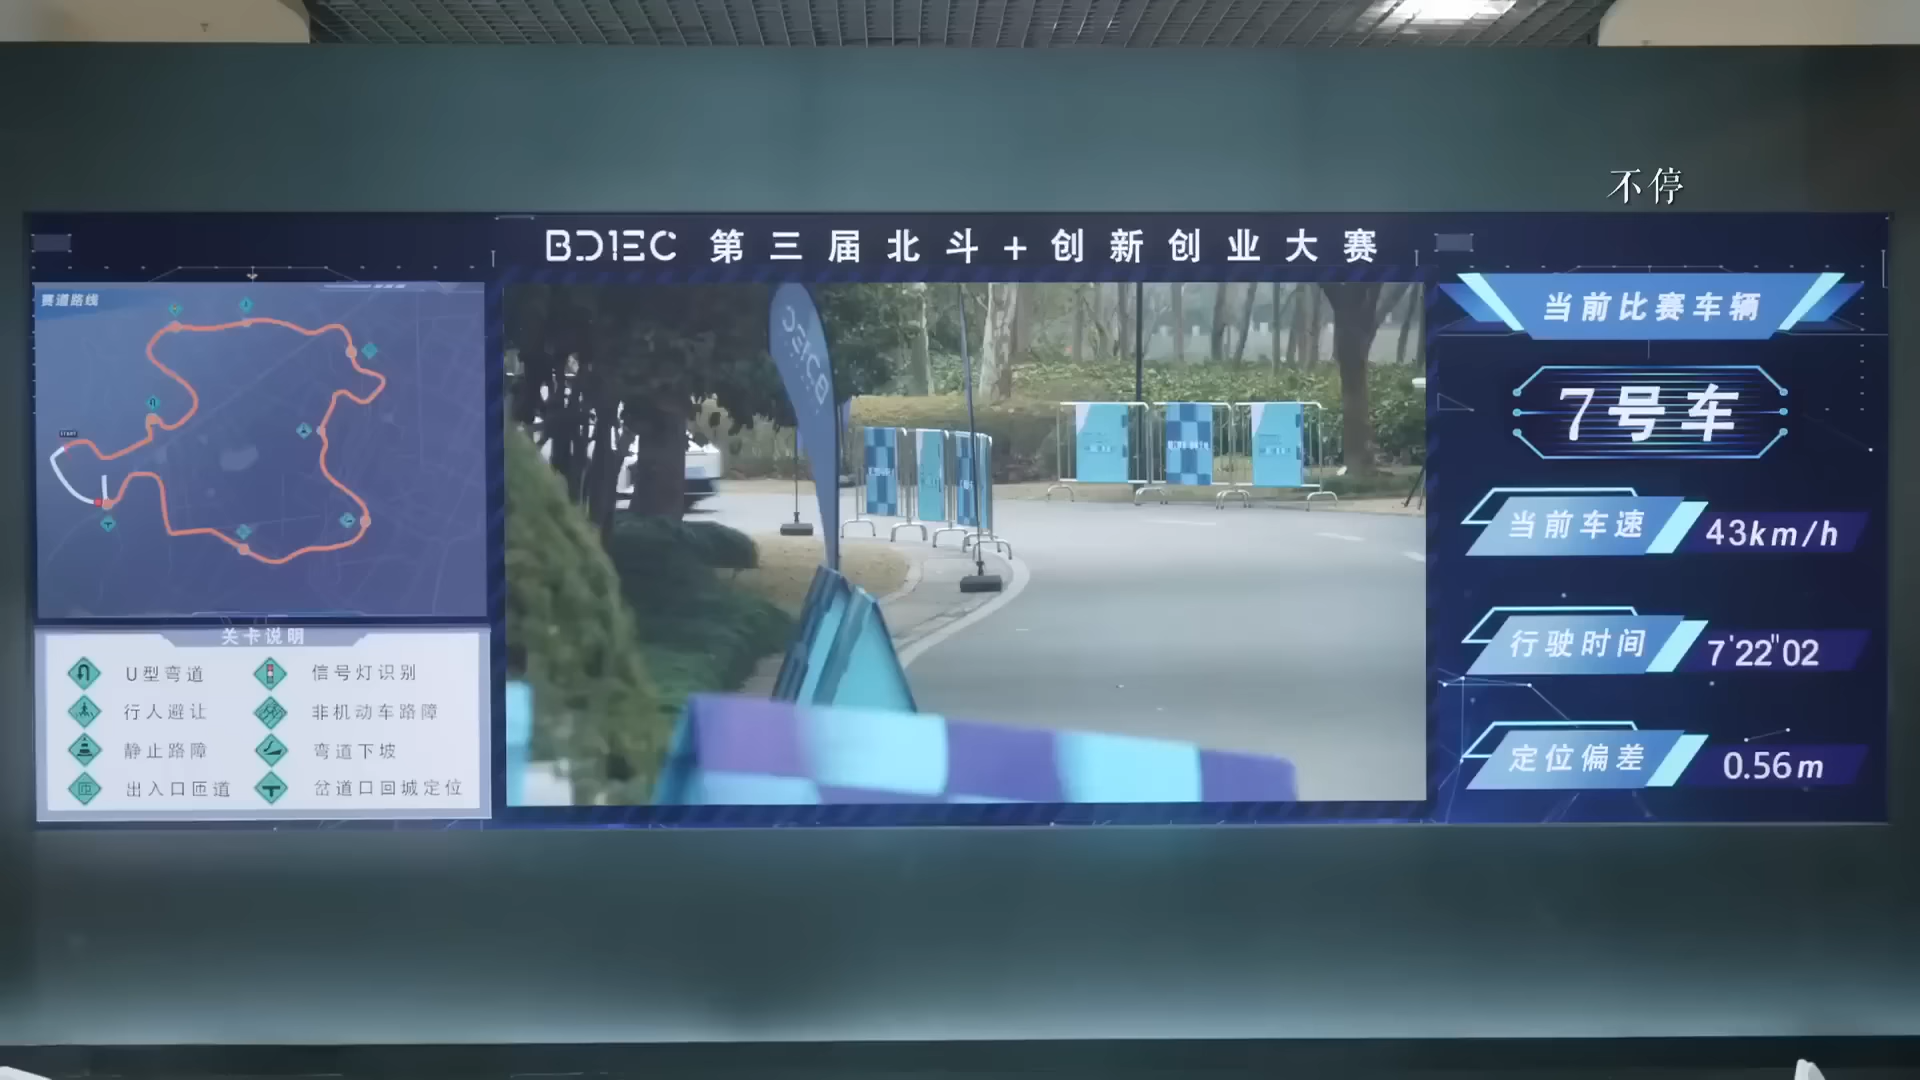 不停
BD1EC 第三届北斗+创新创业大赛
赛道路线
START
关卡说明
U型弯道
信号灯识别
行人避让
非机动车路障
静止路障
弯道下坡
出入口匝道
岔道口回城定位
BDIEC
当前比赛车辆
7号车
当前车速
43km/h
行驶时间
7'22"02
定位偏差
0.56m